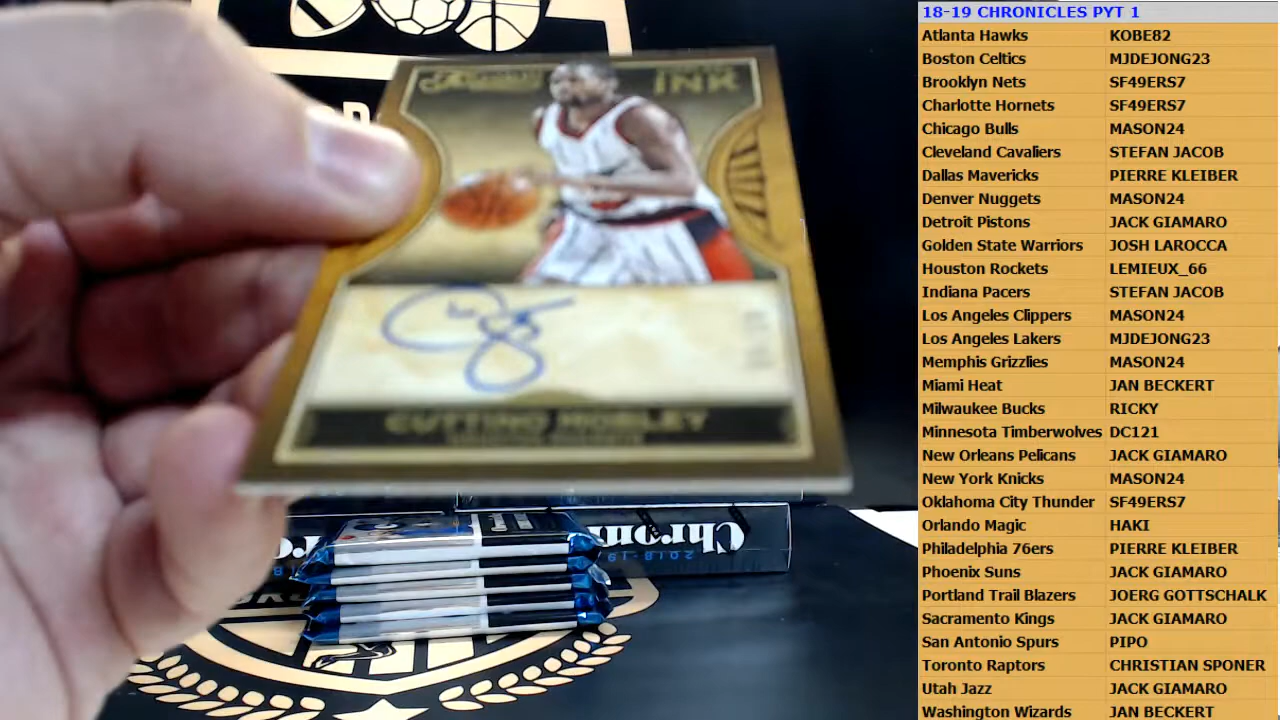 INK
CUTTINO MOBLEY
Chron
2018-19
18-19 CHRONICLES PYT 1
Atlanta Hawks KOBE82
Boston Celtics MJDEJONG23
Brooklyn Nets SF49ERS7
Charlotte Hornets SF49ERS7
Chicago Bulls MASON24
Cleveland Cavaliers STEFAN JACOB
Dallas Mavericks PIERRE KLEIBER
Denver Nuggets MASON24
Detroit Pistons JACK GIAMARO
Golden State Warriors JOSH LAROCCA
Houston Rockets LEMIEUX_66
Indiana Pacers STEFAN JACOB
Los Angeles Clippers MASON24
Los Angeles Lakers MJDEJONG23
Memphis Grizzlies MASON24
Miami Heat JAN BECKERT
Milwaukee Bucks RICKY
Minnesota Timberwolves DC121
New Orleans Pelicans JACK GIAMARO
New York Knicks MASON24
Oklahoma City Thunder SF49ERS7
Orlando Magic HAKI
Philadelphia 76ers PIERRE KLEIBER
Phoenix Suns JACK GIAMARO
Portland Trail Blazers JOERG GOTTSCHALK
Sacramento Kings JACK GIAMARO
San Antonio Spurs PIPO
Toronto Raptors CHRISTIAN SPONER
Utah Jazz JACK GIAMARO
Washington Wizards JAN BECKERT